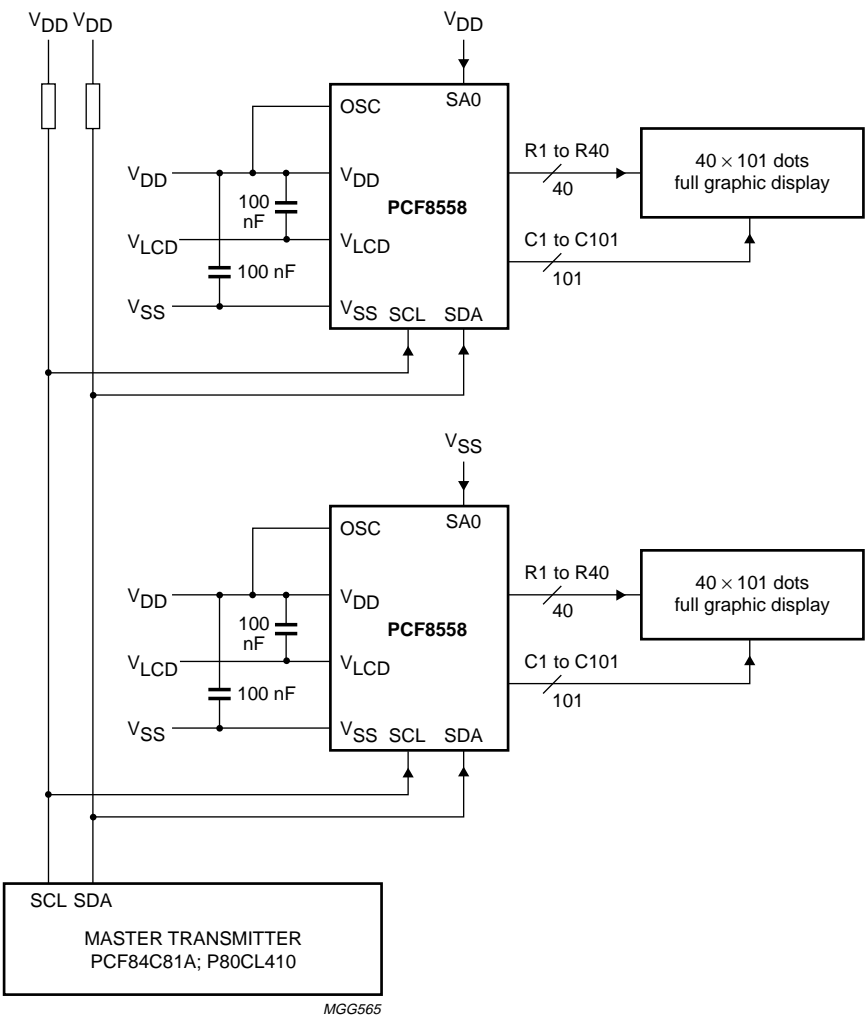 VDD VDD
VDD
OSC
SA0
VDD
VDD
100
nF
PCF8558
VLCD
VLCD
100 nF
VSS
VSS SCL SDA
R1 to R40
40
C1 to C101
101
40 × 101 dots
full graphic display
VSS
OSC
SA0
VDD
VDD
100
nF
PCF8558
VLCD
VLCD
100 nF
VSS
VSS SCL SDA
R1 to R40
40
C1 to C101
101
40 × 101 dots
full graphic display
SCL SDA
MASTER TRANSMITTER
PCF84C81A; P80CL410
MGG565